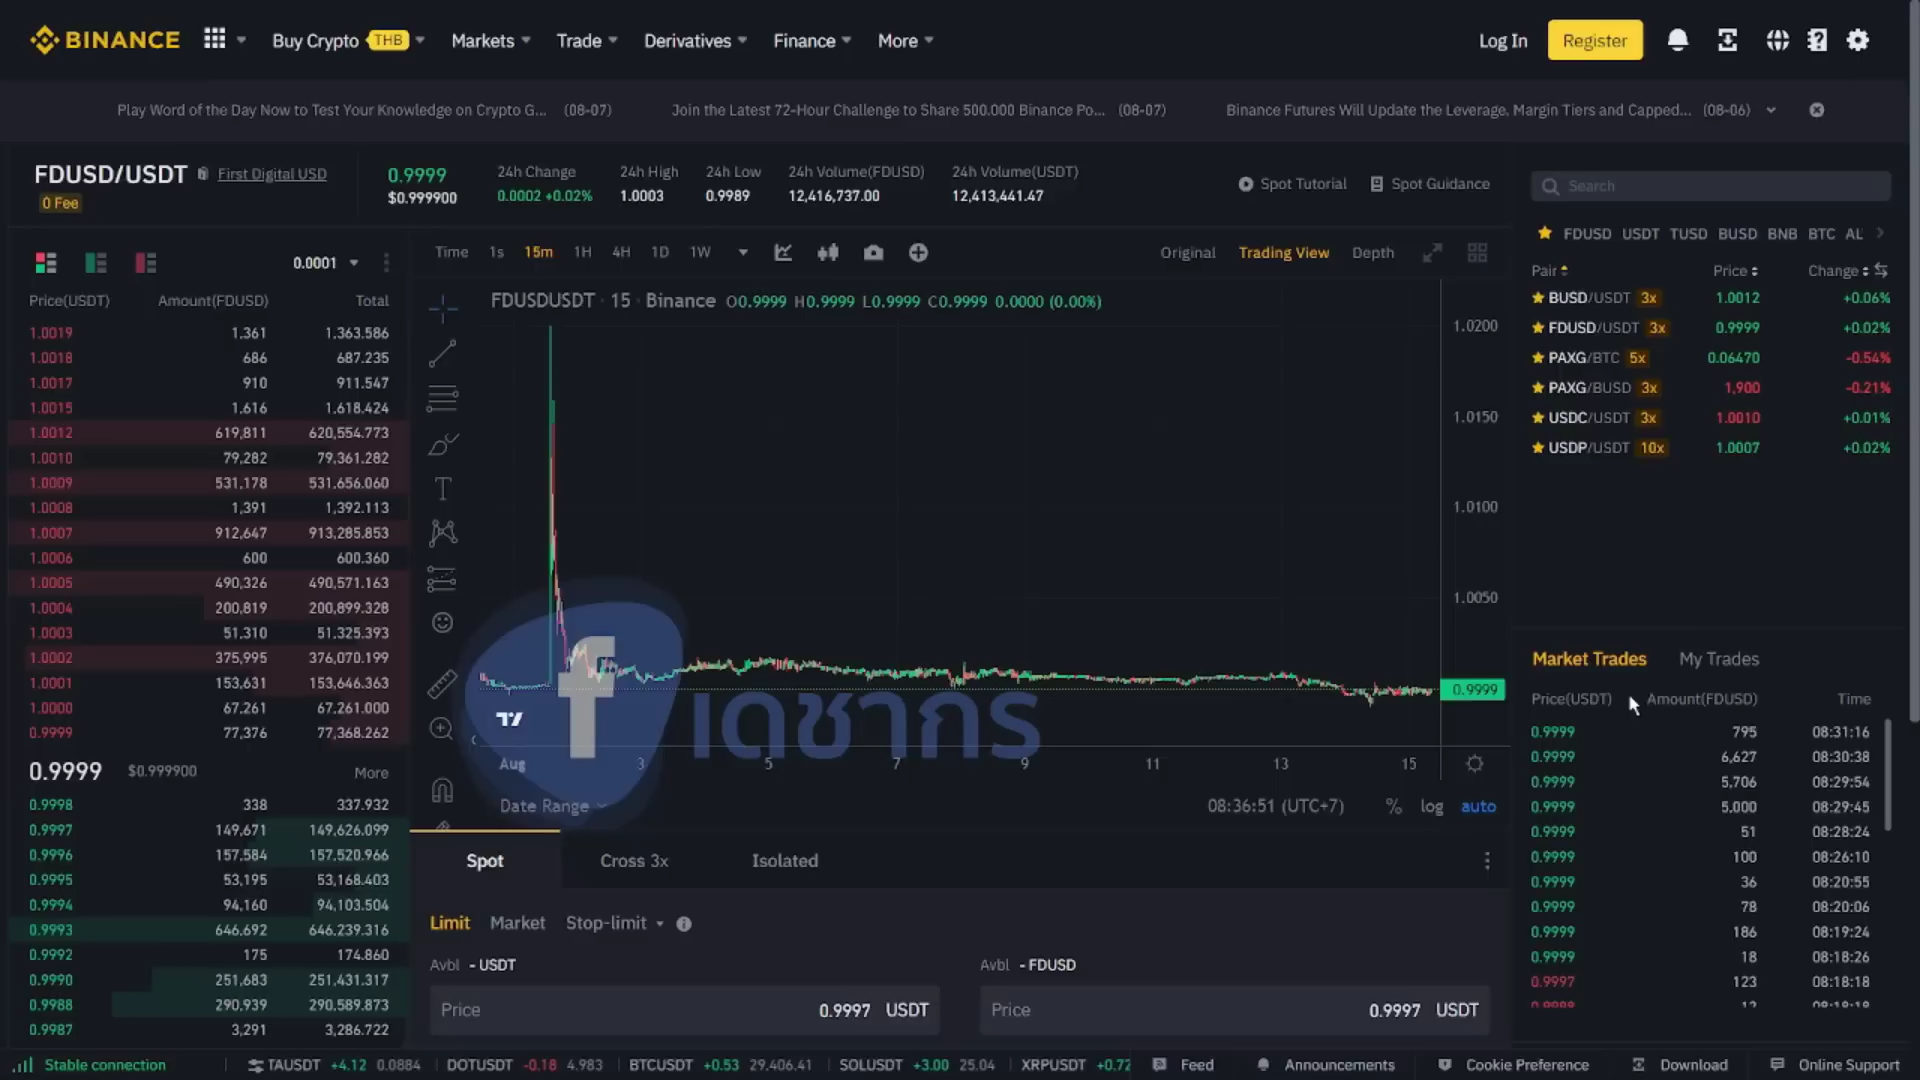 BINANCE Buy Crypto THB Markets Trade Derivatives Finance More Log In Register
Play Word of the Day Now to Test Your Knowledge on Crypto G... (08-07) Join the Latest 72-Hour Challenge to Share 500.000 Binance Po... (08-07) Binance Futures Will Update the Leverage. Margin Tiers and Capped... (08-06)
FDUSD/USDT First Digital USD
0 Fee
0.9999
$0.999900
24h Change
0.0002 +0.02%
24h High
1.0003
24h Low
0.9989
24h Volume(FDUSD)
12,416,737.00
24h Volume(USDT)
12,413,441.47
Spot Tutorial Spot Guidance
0.0001
Price(USDT) Amount(FDUSD) Total
1.0019 1,361 1,363.586
1.0018 686 687.235
1.0017 910 911.547
1.0015 1.616 1.618.424
1.0012 619,811 620,554.773
1.0010 79,282 79,361.282
1.0009 531,178 531.656.060
1.0008 1,391 1,392.113
1.0007 912,647 913,285.853
1.0006 600 600.360
1.0005 490,326 490,571.163
1.0004 200,819 200,899.328
1.0003 51,310 51.325.393
1.0002 375,995 376,070.199
1.0001 153,631 153,646.363
1.0000 67,261 67,261.000
0.9999 77,376 77,368.262
0.9999 $0.999900 More
0.9998 338 337.932
0.9997 149,671 149,626.099
0.9996 157,584 157.520.966
0.9995 53,195 53,168.403
0.9994 94,160 94,103.504
0.9993 646.692 646,239.316
0.9992 175 174.860
0.9990 251,683 251,431.317
0.9988 290,939 290,589.873
0.9987 3,291 3,286.722
Time 1s 15m 1H 4H 1D 1W Original Trading View Depth
FDUSDUSDT · 15 · Binance O0.9999 H0.9999 L0.9999 C0.9999 0.0000 (0.00%)
1.0200
1.0150
1.0100
1.0050
0.9999
f เดชากร
Aug 3 5 7 9 11 13 15
Date Range 08:36:51 (UTC+7) % log auto
Spot Cross 3x Isolated
Limit Market Stop-limit
Avbl - USDT Avbl - FDUSD
Price 0.9997 USDT Price 0.9997 USDT
Search
FDUSD USDT TUSD BUSD BNB BTC AL
Pair Price Change
BUSD/USDT 3x 1.0012 +0.06%
FDUSD/USDT 3x 0.9999 +0.02%
PAXG/BTC 5x 0.06470 -0.54%
PAXG/BUSD 3x 1,900 -0.21%
USDC/USDT 3x 1.0010 +0.01%
USDP/USDT 10x 1.0007 +0.02%
Market Trades My Trades
Price(USDT) Amount(FDUSD) Time
0.9999 795 08:31:16
0.9999 6,627 08:30:38
0.9999 5,706 08:29:54
0.9999 5,000 08:29:45
0.9999 51 08:28:24
0.9999 100 08:26:10
0.9999 36 08:20:55
0.9999 78 08:20:06
0.9999 186 08:19:24
0.9999 18 08:18:26
0.9997 123 08:18:18
Stable connection TAUSDT +4.12 0.0884 DOTUSDT -0.18 4.983 BTCUSDT +0.53 29,406.41 SOLUSDT +3.00 25.04 XRPUSDT +0.72 Feed Announcements Cookie Preference Download Online Support